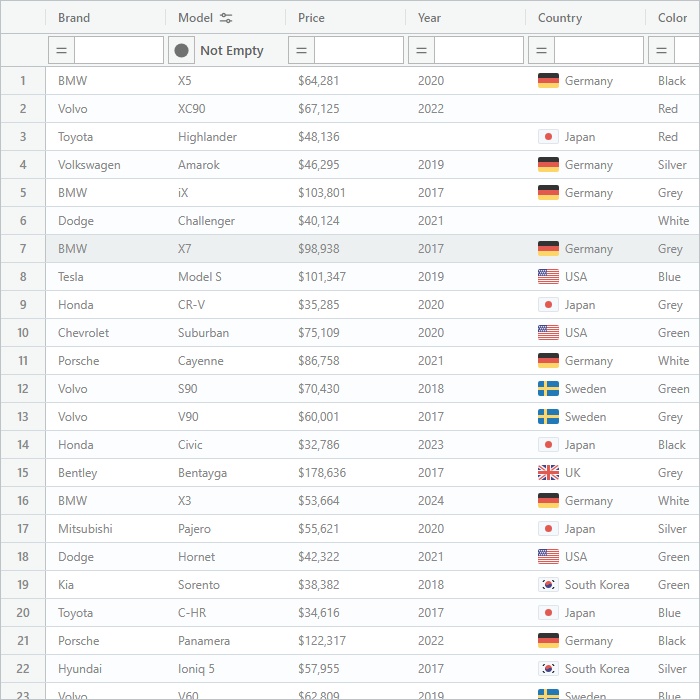 Brand Model Price Year Country Color
= Not Empty = = = =
1 BMW X5 $64,281 2020 Germany Black
2 Volvo XC90 $67,125 2022 Red
3 Toyota Highlander $48,136 Japan Red
4 Volkswagen Amarok $46,295 2019 Germany Silver
5 BMW iX $103,801 2017 Germany Grey
6 Dodge Challenger $40,124 2021 White
7 BMW X7 $98,938 2017 Germany Grey
8 Tesla Model S $101,347 2019 USA Blue
9 Honda CR-V $35,285 2020 Japan Grey
10 Chevrolet Suburban $75,109 2020 USA Green
11 Porsche Cayenne $86,758 2021 Germany White
12 Volvo S90 $70,430 2018 Sweden Green
13 Volvo V90 $60,001 2017 Sweden Grey
14 Honda Civic $32,786 2023 Japan Black
15 Bentley Bentayga $178,636 2017 UK Grey
16 BMW X3 $53,664 2024 Germany White
17 Mitsubishi Pajero $55,621 2020 Japan Silver
18 Dodge Hornet $42,322 2021 USA Green
19 Kia Sorento $38,382 2018 South Korea Green
20 Toyota C-HR $34,616 2017 Japan Blue
21 Porsche Panamera $122,317 2022 Germany Black
22 Hyundai Ioniq 5 $57,955 2017 South Korea Silver
23 Volvo V60 $62,809 2019 Sweden Blue